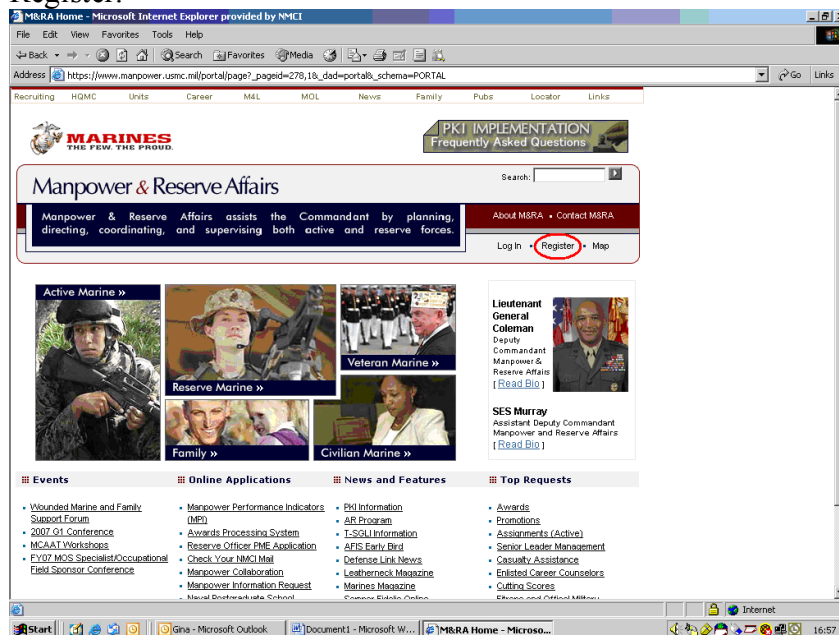 Register.
M&RA Home - Microsoft Internet Explorer provided by NMCI
File Edit View Favorites Tools Help
Back Search Favorites Media
Address https://www.manpower.usmc.mil/portal/page?_pageid=278,1&_dad=portal&_schema=PORTAL Go Links
Recruiting HQMC Units Career M4L MOL News Family Pubs Locator Links
MARINES
THE FEW. THE PROUD.
PKI IMPLEMENTATION
Frequently Asked Questions
Search:
Manpower & Reserve Affairs
Manpower & Reserve Affairs assists the Commandant by planning,
directing, coordinating, and supervising both active and reserve forces.
About M&RA • Contact M&RA
Log In • Register • Map
Active Marine »
Reserve Marine »
Veteran Marine »
Family »
Civilian Marine »
Lieutenant
General
Coleman
Deputy
Commandant
Manpower &
Reserve Affairs
[ Read Bio ]
SES Murray
Assistant Deputy Commandant
Manpower and Reserve Affairs
[ Read Bio ]
Events
Wounded Marine and Family
Support Forum
2007 G1 Conference
MCAAT Workshops
FY07 MOS Specialist/Occupational
Field Sponsor Conference
Online Applications
Manpower Performance Indicators
(MPI)
Awards Processing System
Reserve Officer PME Application
Check Your NMCI Mail
Manpower Collaboration
Manpower Information Request
Naval Postgraduate School
News and Features
PKI Information
AR Program
T-SGLI Information
AFIS Early Bird
Defense Link News
Leatherneck Magazine
Marines Magazine
Semper Fidelis Online
Top Requests
Awards
Promotions
Assignments (Active)
Senior Leader Management
Casualty Assistance
Enlisted Career Counselors
Cutting Scores
Internet
Start Gina - Microsoft Outlook Document1 - Microsoft W... M&RA Home - Microso... 16:57